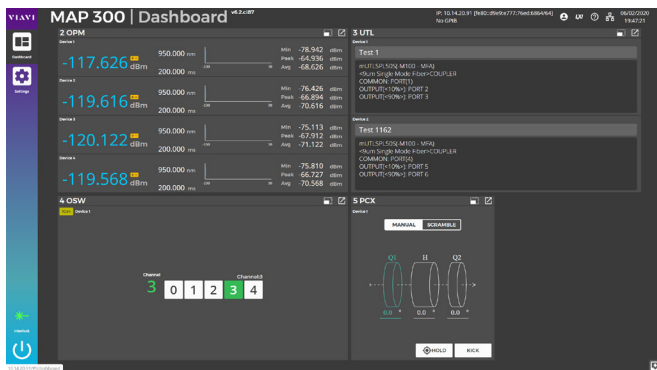 VIAVI
MAP 300 | Dashboard v6.2.ci87
IP: 10.14.20.91
No GPIB
06/02/2020
19:47:21
Dashboard
Settings
2 OPM
Device 1
-117.626 dBm
950.000 nm
200.000 ms
Min -78.942 dBm
Peak -64.936 dBm
Avg -68.626 dBm
Device 2
-119.616 dBm
950.000 nm
200.000 ms
Min -76.426 dBm
Peak -66.894 dBm
Avg -70.616 dBm
Device 3
-120.122 dBm
950.000 nm
200.000 ms
Min -75.113 dBm
Peak -67.912 dBm
Avg -71.122 dBm
Device 4
-119.568 dBm
950.000 nm
200.000 ms
Min -75.810 dBm
Peak -66.727 dBm
Avg -70.568 dBm
3 UTL
Device 1
Test 1
mUTLSPL50S(-M100 - MFA)
<9um Single Mode Fiber>COUPLER
COMMON: PORT(1)
OUTPUT(<10%>): PORT 2
OUTPUT(<90%>): PORT 3
Device 2
Test 1162
mUTLSPL50S(-M100 - MFA)
<9um Single Mode Fiber>COUPLER
COMMON: PORT(4)
OUTPUT(<10%>): PORT 5
OUTPUT(<90%>): PORT 6
4 OSW
Device 1
Channel
3
Channel:3
0 1 2 3 4
5 PCX
Device 1
MANUAL SCRAMBLE
Q1 H Q2
0.0 ° 0.0 ° 0.0 °
HOLD KICK